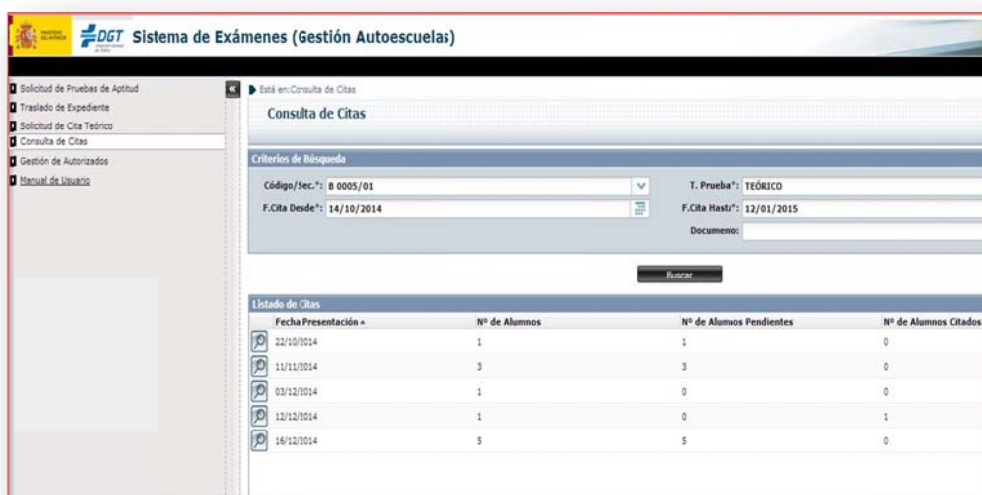 MINISTERIO DEL INTERIOR
DGT Sistema de Exámenes (Gestión Autoescuelas)
Solicitud de Pruebas de Aptitud
Traslado de Expediente
Solicitud de Cita Teórico
Consulta de Citas
Gestión de Autorizados
Manual de Usuario
Está en:Consulta de Citas
Consulta de Citas
Criterios de Búsqueda
Código/Sec.*: B 0005/01 T. Prueba*: TEÓRICO
F.Cita Desde*: 14/10/2014 F.Cita Hasta*: 12/01/2015
Documento:
Buscar
Listado de Citas
Fecha Presentación Nº de Alumnos Nº de Alumnos Pendientes Nº de Alumnos Citados
22/10/2014 1 1 0
11/11/2014 3 3 0
03/12/2014 1 0 0
12/12/2014 1 0 1
16/12/2014 5 5 0